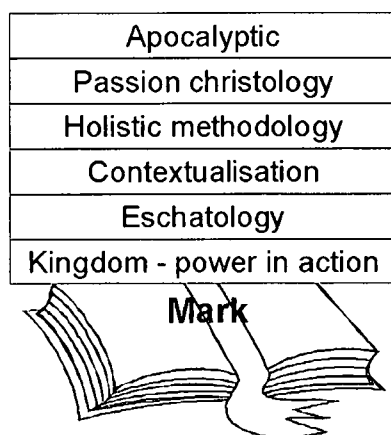 Apocalyptic
Passion christology
Holistic methodology
Contextualisation
Eschatology
Kingdom - power in action
Mark